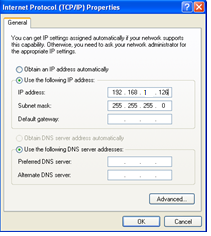 Internet Protocol (TCP/IP) Properties
General
You can get IP settings assigned automatically if your network supports
this capability. Otherwise, you need to ask your network administrator for
the appropriate IP settings.
Obtain an IP address automatically
Use the following IP address:
IP address: 192 . 168 . 1 . 126
Subnet mask: 255 . 255 . 255 . 0
Default gateway: . . .
Obtain DNS server address automatically
Use the following DNS server addresses:
Preferred DNS server: . . .
Alternate DNS server: . . .
Advanced...
OK Cancel